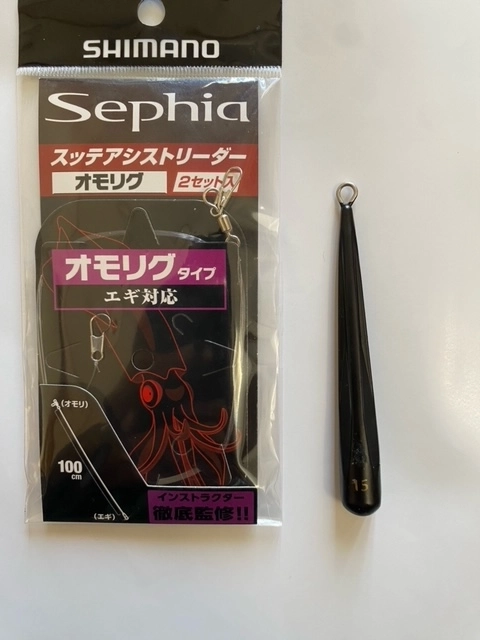 SHIMANO
Sephia
スッテアシストリーダー
オモリグ 2セット入
オモリグタイプ
エギ対応
(オモリ)
100
cm
(エギ)
インストラクター
徹底監修!!
15